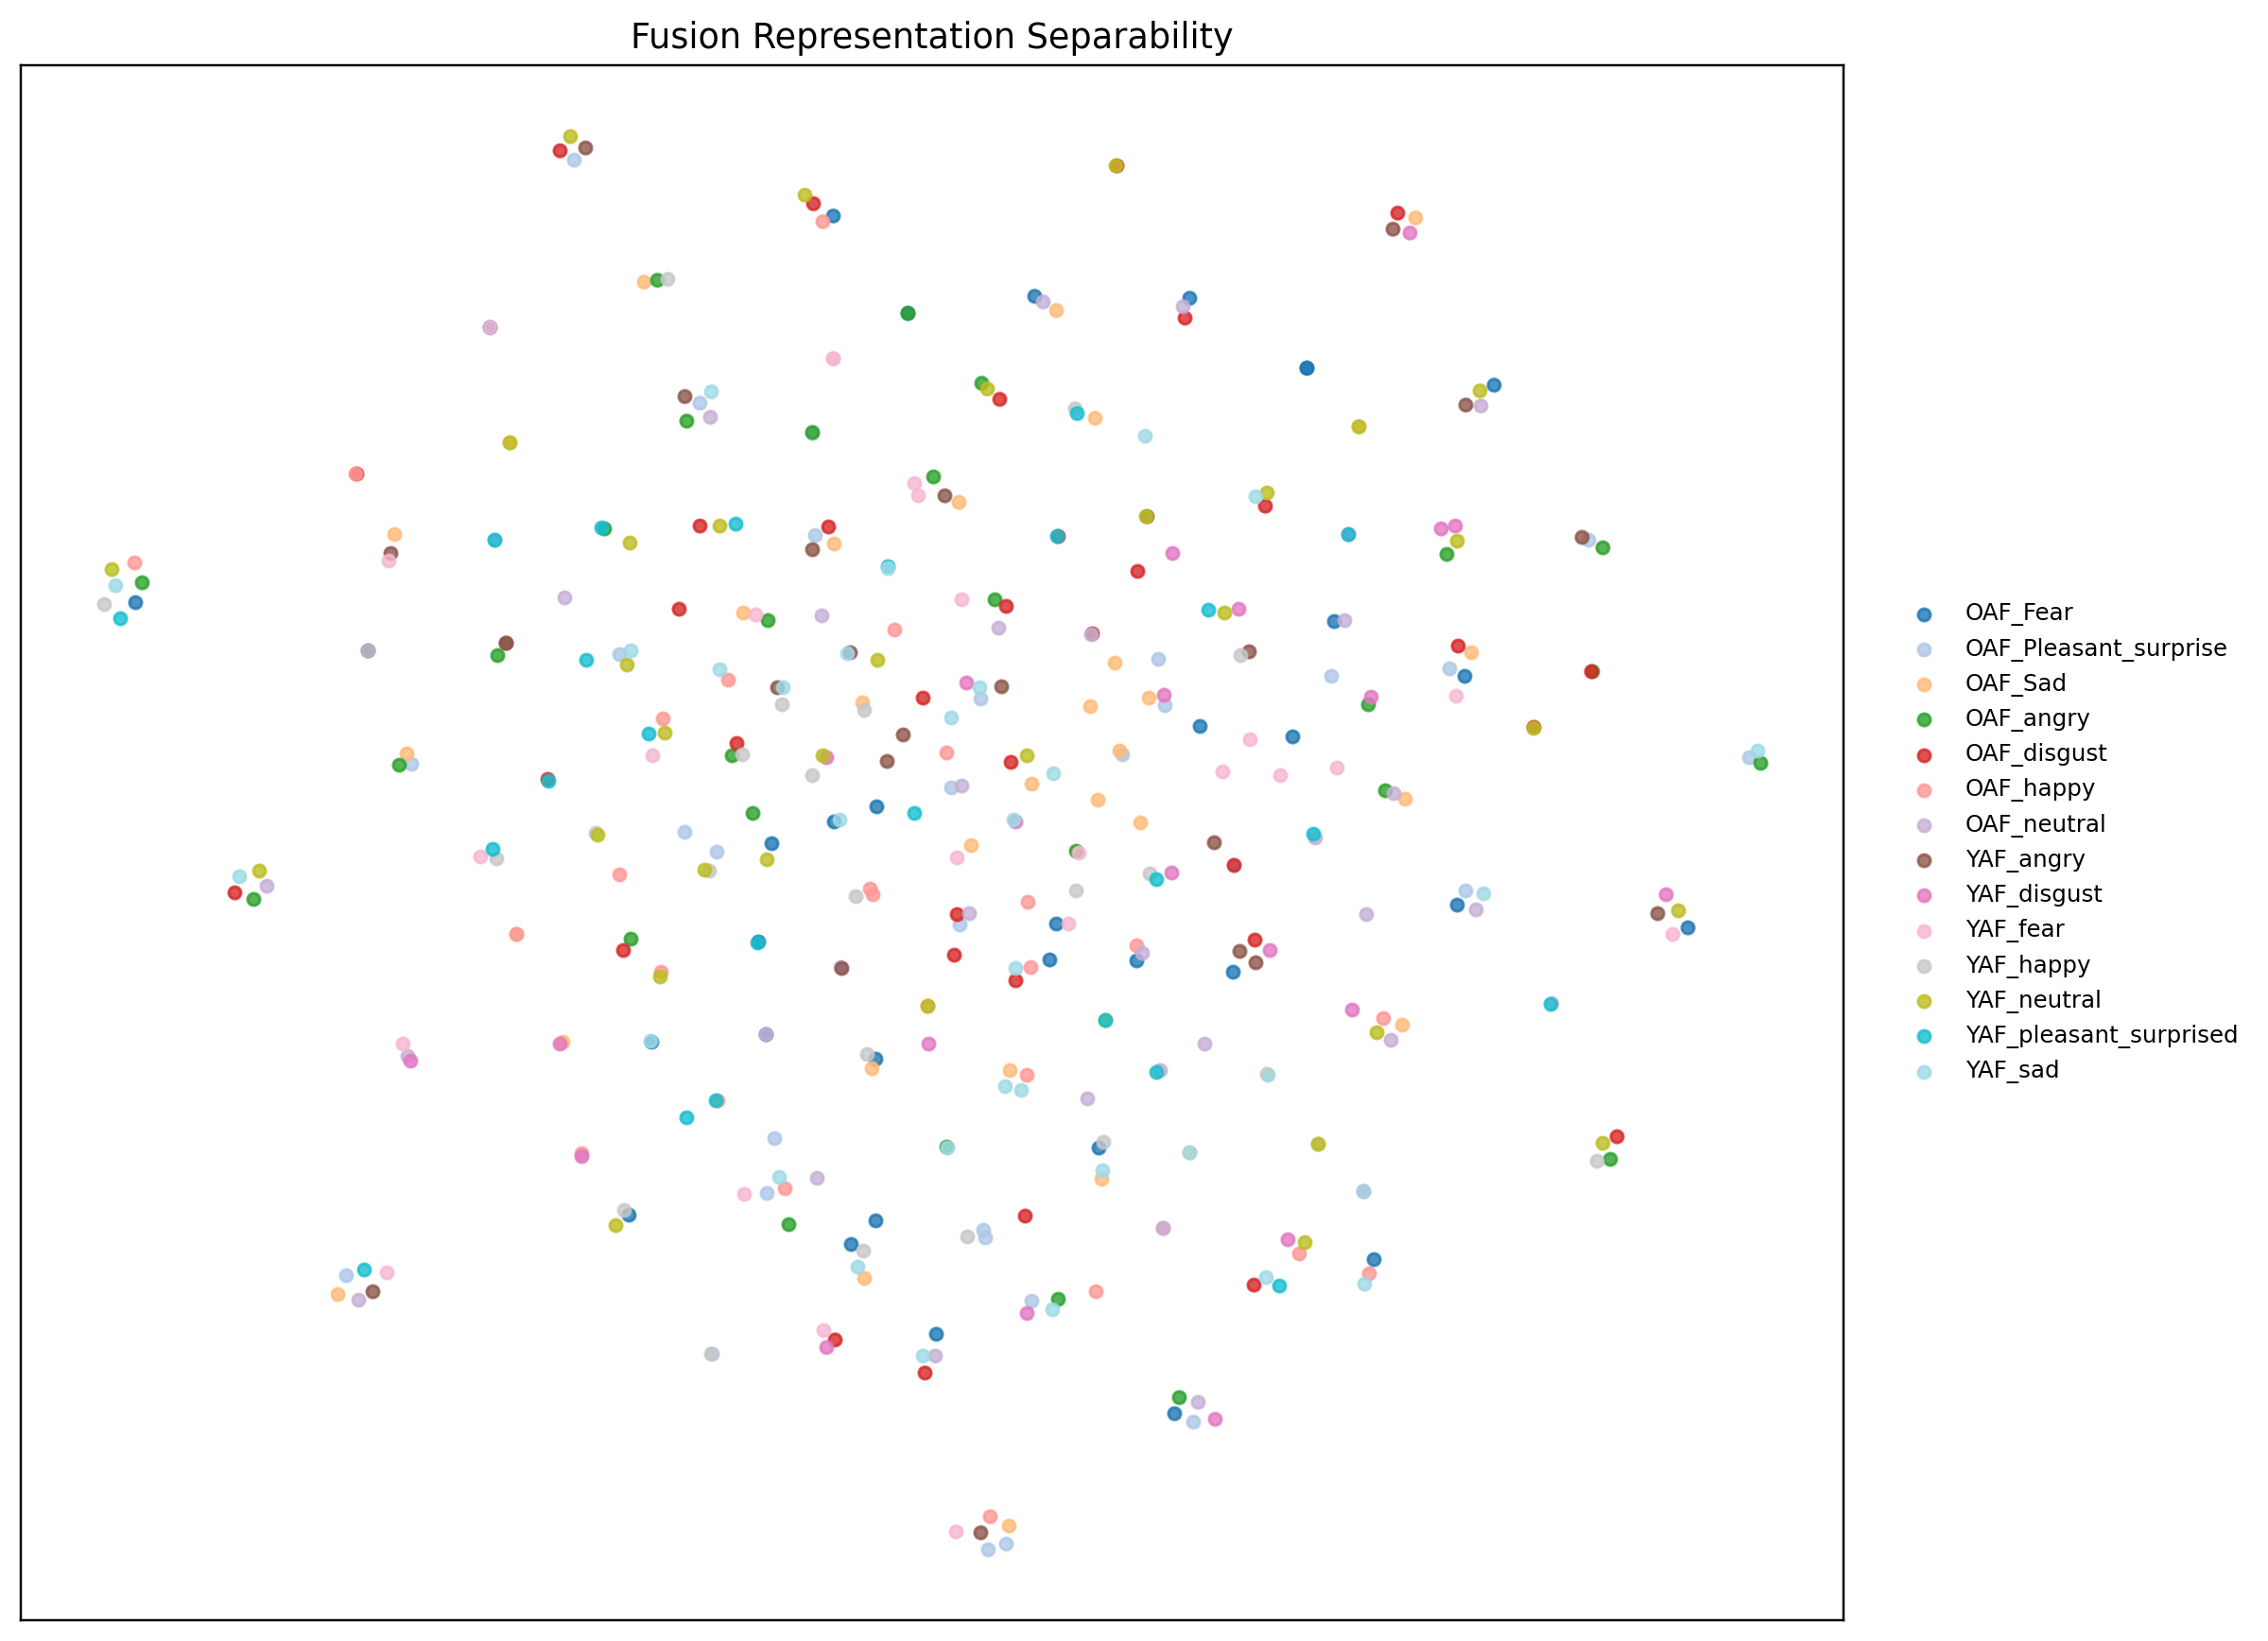 Fusion Representation Separability
OAF_Fear
OAF_Pleasant_surprise
OAF_Sad
OAF_angry
OAF_disgust
OAF_happy
OAF_neutral
YAF_angry
YAF_disgust
YAF_fear
YAF_happy
YAF_neutral
YAF_pleasant_surprised
YAF_sad